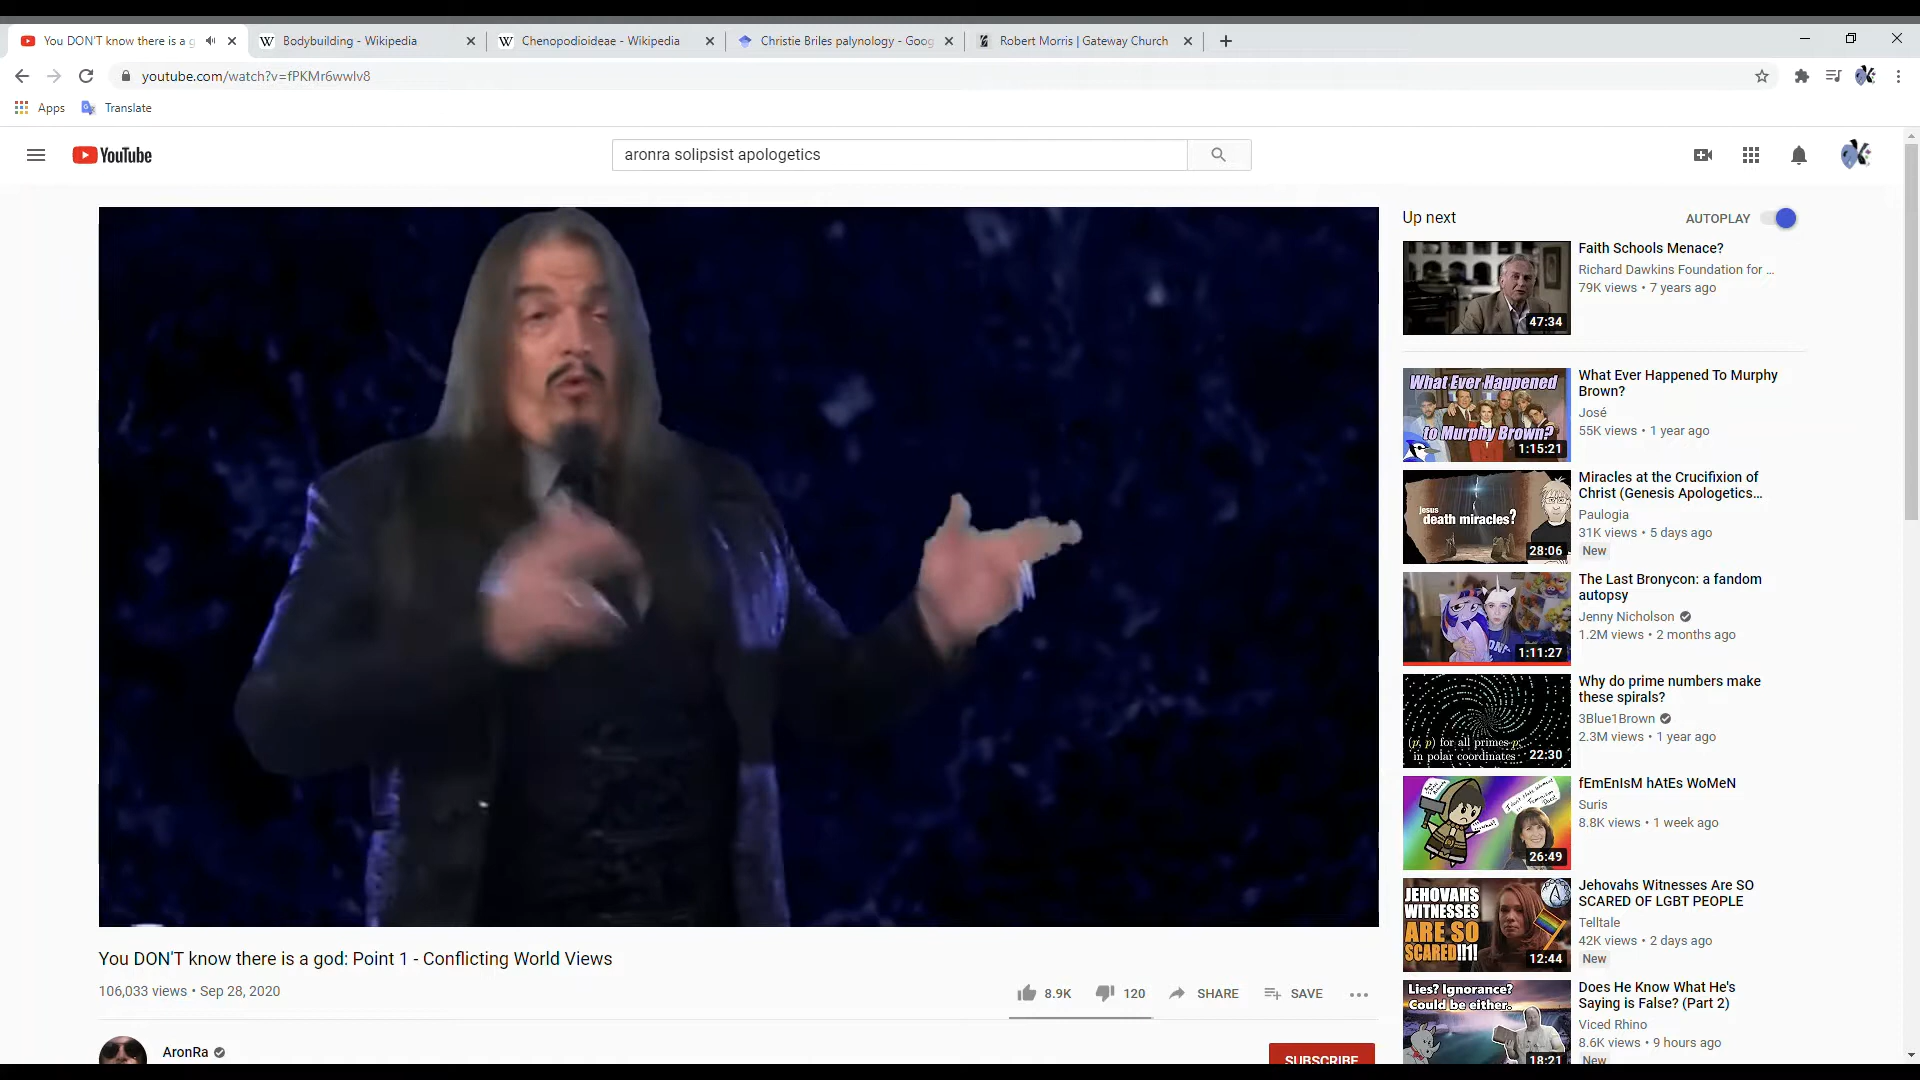 You DON'T know there is a g
Bodybuilding - Wikipedia
Chenopodioideae - Wikipedia
Christie Briles palynology - Goog
Robert Morris | Gateway Church
youtube.com/watch?v=fPKMr6wwlv8
Apps
Translate
YouTube
aronra solipsist apologetics
Up next
AUTOPLAY
47:34
Faith Schools Menace?
Richard Dawkins Foundation for ...
79K views • 7 years ago
What Ever Happened
to Murphy Brown?
1:15:21
What Ever Happened To Murphy
Brown?
José
55K views • 1 year ago
jesus
death miracles?
28:06
Miracles at the Crucifixion of
Christ (Genesis Apologetics...
Paulogia
31K views • 5 days ago
New
1:11:27
The Last Bronycon: a fandom
autopsy
Jenny Nicholson
1.2M views • 2 months ago
(p, p) for all primes p,
in polar coordinates
22:30
Why do prime numbers make
these spirals?
3Blue1Brown
2.3M views • 1 year ago
26:49
fEmEnIsM hAtEs WoMeN
Suris
8.8K views • 1 week ago
JEHOVAHS
WITNESSES
ARE SO
SCARED!!1!
12:44
Jehovahs Witnesses Are SO
SCARED OF LGBT PEOPLE
Telltale
42K views • 2 days ago
New
Lies? Ignorance?
Could be either.
18:21
Does He Know What He's
Saying is False? (Part 2)
Viced Rhino
8.6K views • 9 hours ago
New
You DON'T know there is a god: Point 1 - Conflicting World Views
106,033 views • Sep 28, 2020
8.9K
120
SHARE
SAVE
AronRa
SUBSCRIBE